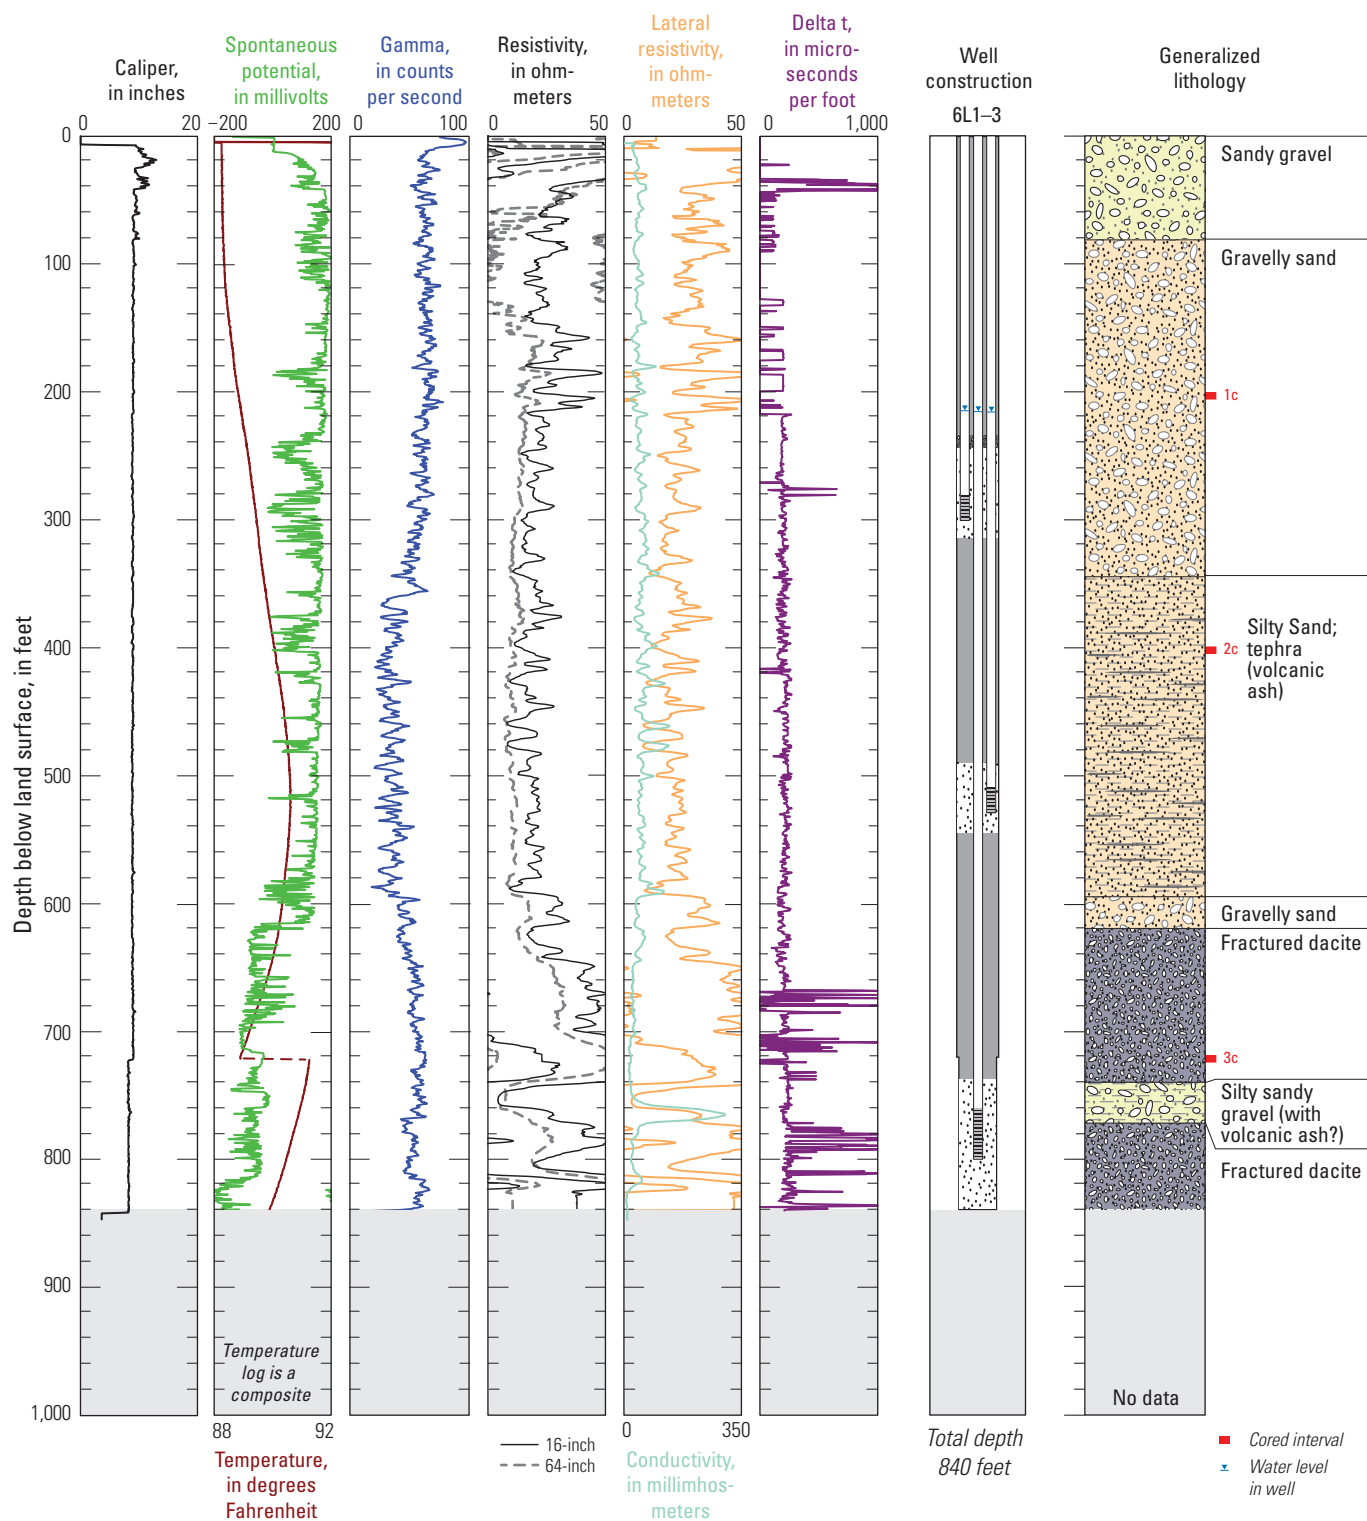 Caliper,
in inches
Spontaneous
potential,
in millivolts
Gamma,
in counts
per second
Resistivity,
in ohm-
meters
Lateral
resistivity,
in ohm-
meters
Delta t,
in micro-
seconds
per foot
Well
construction
6L1–3
Generalized
lithology
0 20 –200 200 0 100 0 50 0 50 0 1,000
Depth below land surface, in feet
0
100
200
300
400
500
600
700
800
900
1,000
Sandy gravel
Gravelly sand
1c
Silty Sand;
tephra
(volcanic
ash)
2c
Gravelly sand
Fractured dacite
3c
Silty sandy
gravel (with
volcanic ash?)
Fractured dacite
No data
Temperature
log is a
composite
88 92
Temperature,
in degrees
Fahrenheit
16-inch
64-inch
0 350
Conductivity,
in millimhos-
meters
Total depth
840 feet
Cored interval
Water level
in well